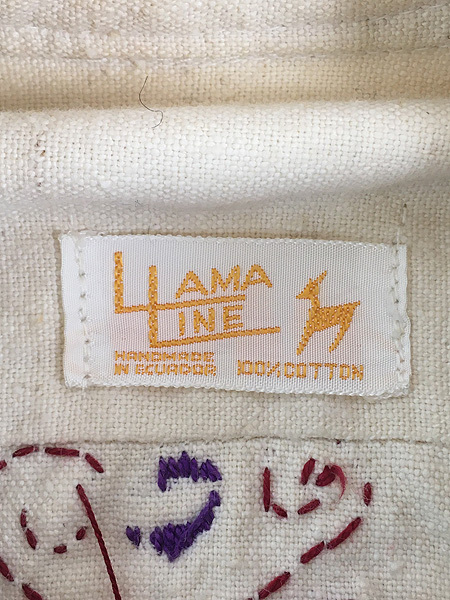 LLAMA
LINE
HANDMADE
IN ECUADOR
100% COTTON